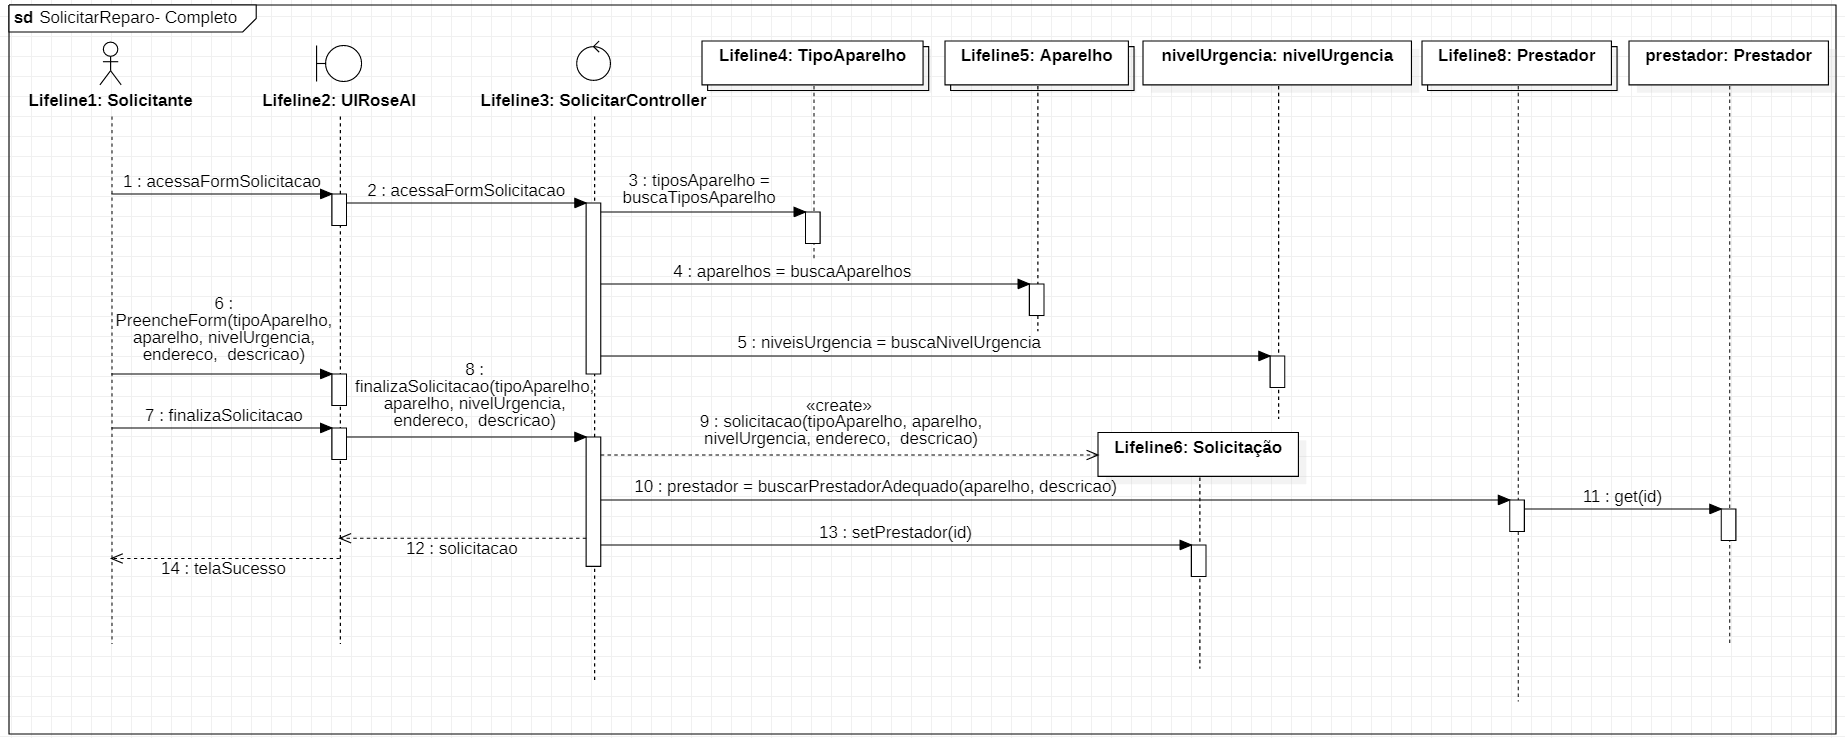 sd SolicitarReparo- Completo
Lifeline1: Solicitante
Lifeline2: UIRoseAI
Lifeline3: SolicitarController
Lifeline4: TipoAparelho
Lifeline5: Aparelho
nivelUrgencia: nivelUrgencia
Lifeline8: Prestador
prestador: Prestador
1 : acessaFormSolicitacao
2 : acessaFormSolicitacao
3 : tiposAparelho =
buscaTiposAparelho
4 : aparelhos = buscaAparelhos
5 : niveisUrgencia = buscaNivelUrgencia
6 :
PreencheForm(tipoAparelho,
aparelho, nivelUrgencia,
endereco,  descricao)
7 : finalizaSolicitacao
8 :
finalizaSolicitacao(tipoAparelho,
aparelho, nivelUrgencia,
endereco,  descricao)
«create»
9 : solicitacao(tipoAparelho, aparelho,
nivelUrgencia, endereco,  descricao)
Lifeline6: Solicitação
10 : prestador = buscarPrestadorAdequado(aparelho, descricao)
11 : get(id)
12 : solicitacao
13 : setPrestador(id)
14 : telaSucesso